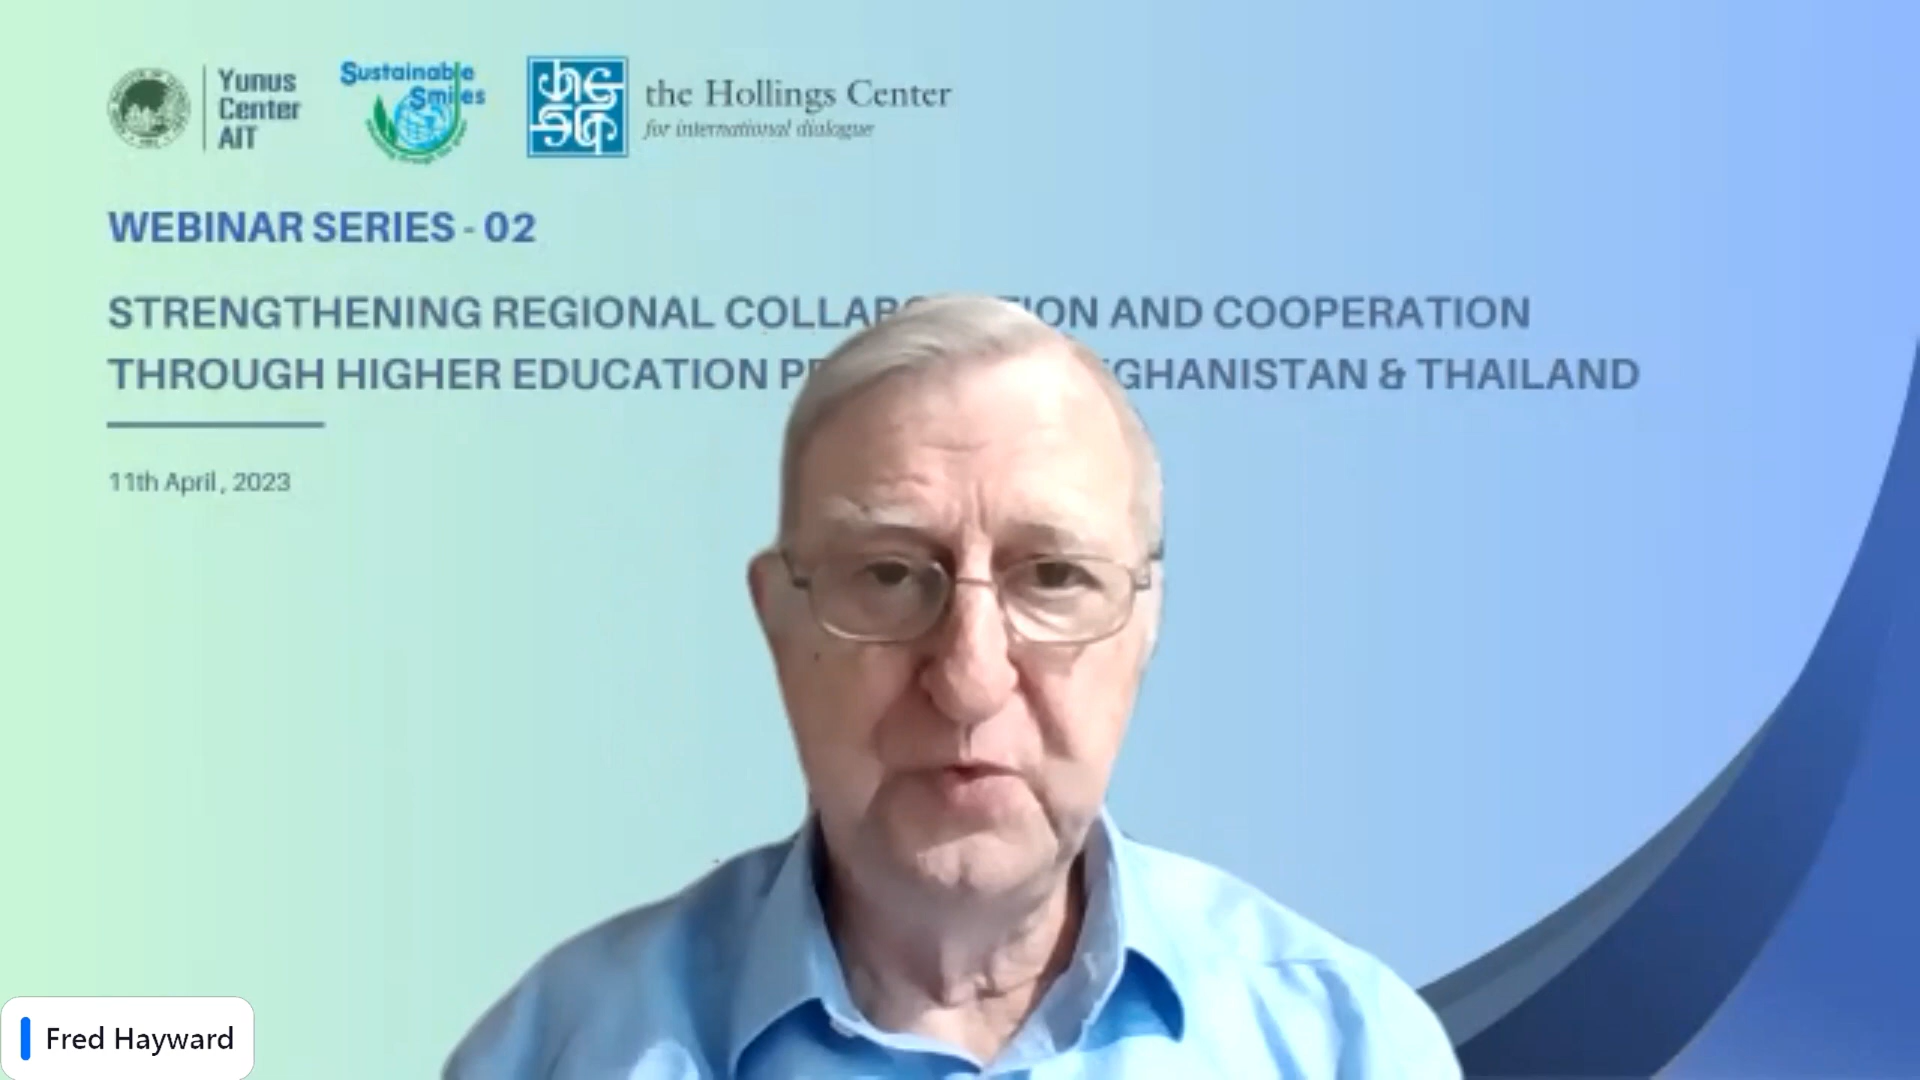 Yunus
Center
AIT
Sustainable
Smiles
the Hollings Center
for international dialogue
WEBINAR SERIES - 02
STRENGTHENING REGIONAL COLLAB ION AND COOPERATION
THROUGH HIGHER EDUCATION P GHANISTAN & THAILAND
11th April, 2023
Fred Hayward